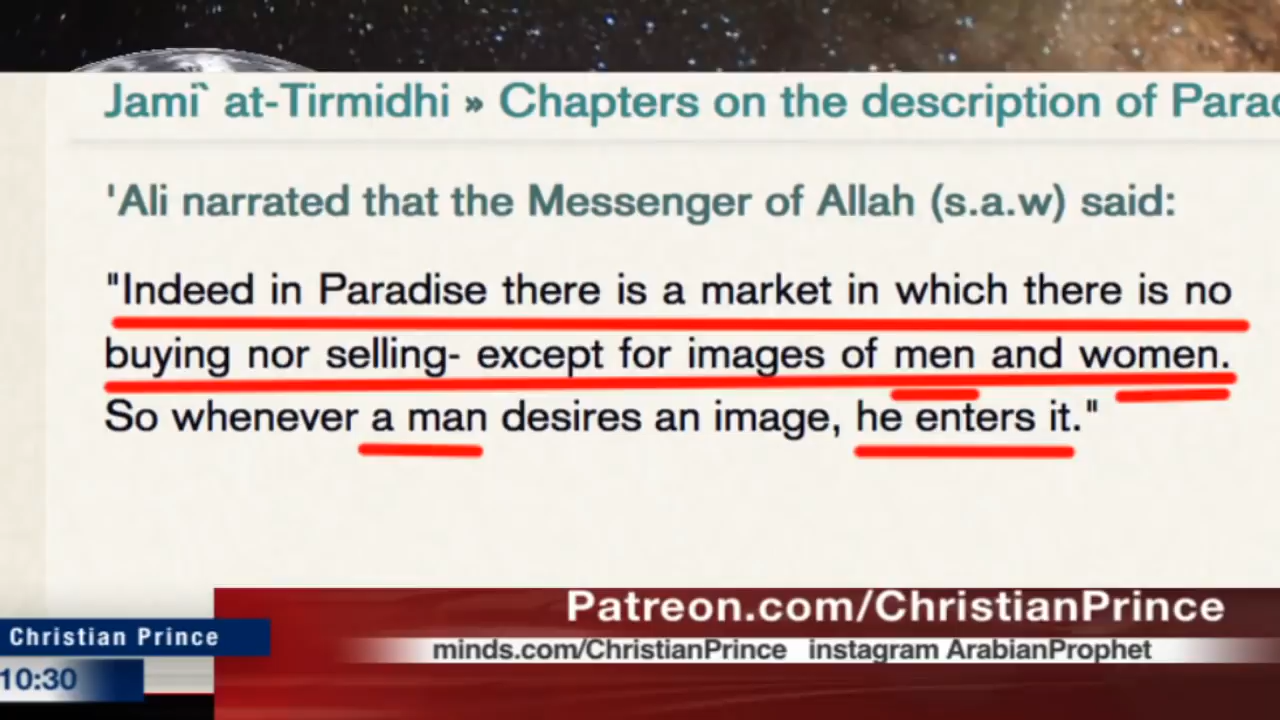 Jami` at-Tirmidhi » Chapters on the description of
'Ali narrated that the Messenger of Allah (s.a.w) said:
"Indeed in Paradise there is a market in which there is no
buying nor selling- except for images of men and women.
So whenever a man desires an image, he enters it."
Patreon.com/ChristianPrince
Christian Prince
minds.com/ChristianPrince instagram ArabianProphet
10:30